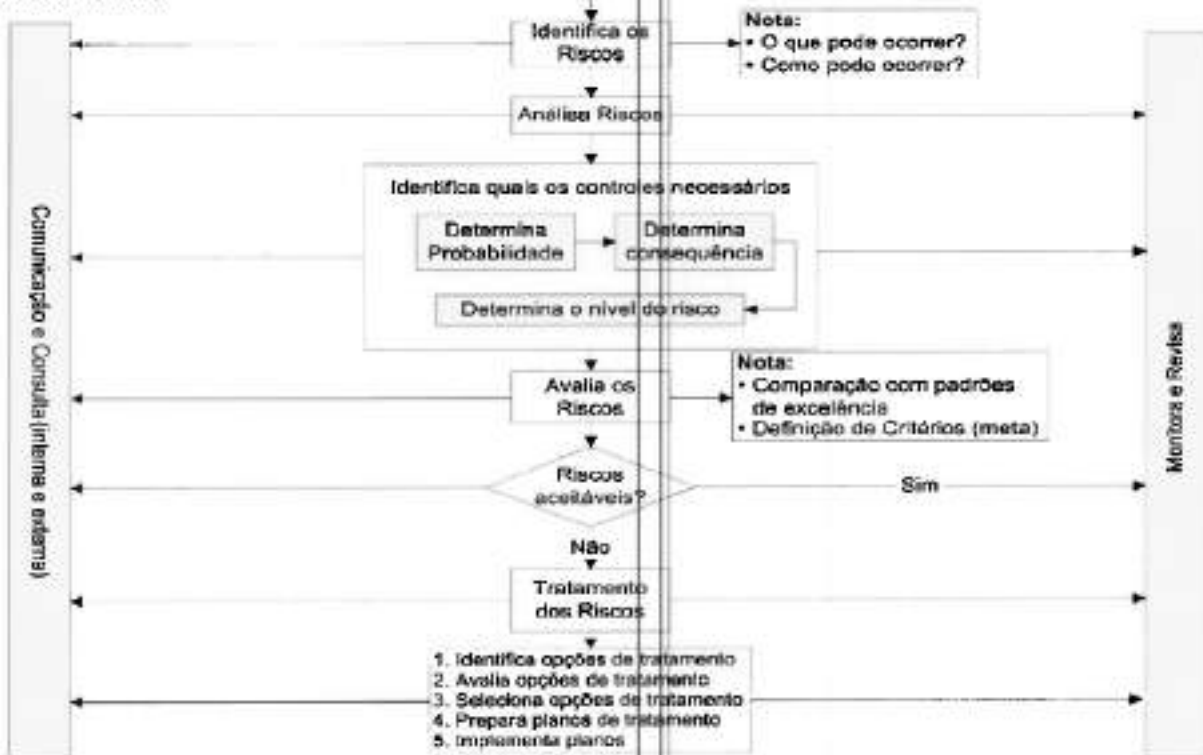 Identifica os
Riscos
Nota:
• O que pode ocorrer?
• Como pode ocorrer?
Análisa Riscos
Identifica quais os controles necessários
Determina
Probabilidade
Determina
consequência
Determina o nível do risco
Avalia os
Riscos
Nota:
• Comparação com padrões
de excelência
• Definição de Critérios (meta)
Riscos
aceitáveis?
Sim
Não
Tratamento
dos Riscos
1. Identifica opções de tratamento
2. Avalia opções de tratamento
3. Seleciona opções de tratamento
4. Prepara planos de tratamento
5. Implementa planos
Comunicação e Consulta (interna e externa)
Monitora e Revisa